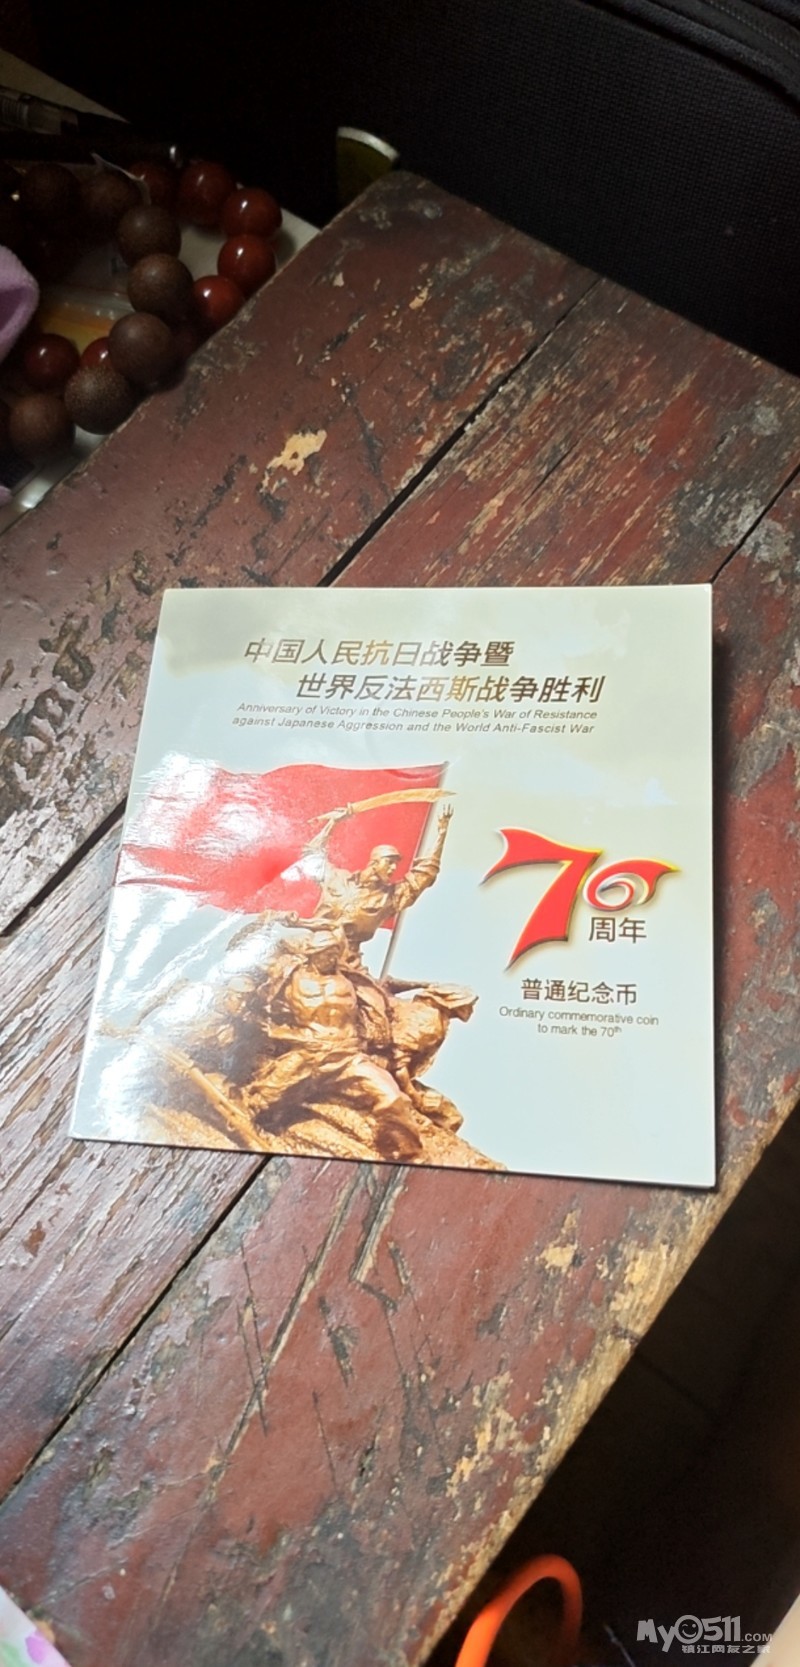 中国人民抗日战争暨
世界反法西斯战争胜利
Anniversary of Victory in the Chinese People's War of Resistance
against Japanese Aggression and the World Anti-Fascist War
70
周年
普通纪念币
Ordinary commemorative coin
to mark the 70th
My0511.COM
镇江网友之家